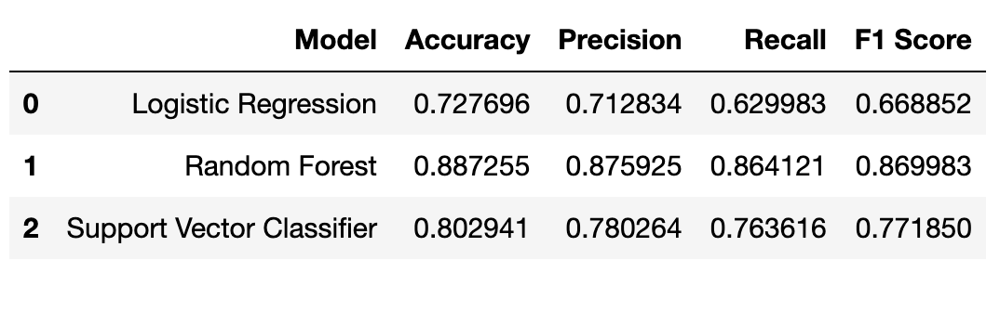 Model Accuracy Precision Recall F1 Score
0 Logistic Regression 0.727696 0.712834 0.629983 0.668852
1 Random Forest 0.887255 0.875925 0.864121 0.869983
2 Support Vector Classifier 0.802941 0.780264 0.763616 0.771850